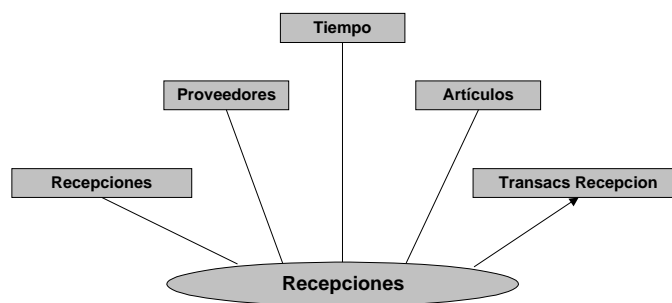 Tiempo
Proveedores
Artículos
Recepciones
Transacs Recepcion
Recepciones